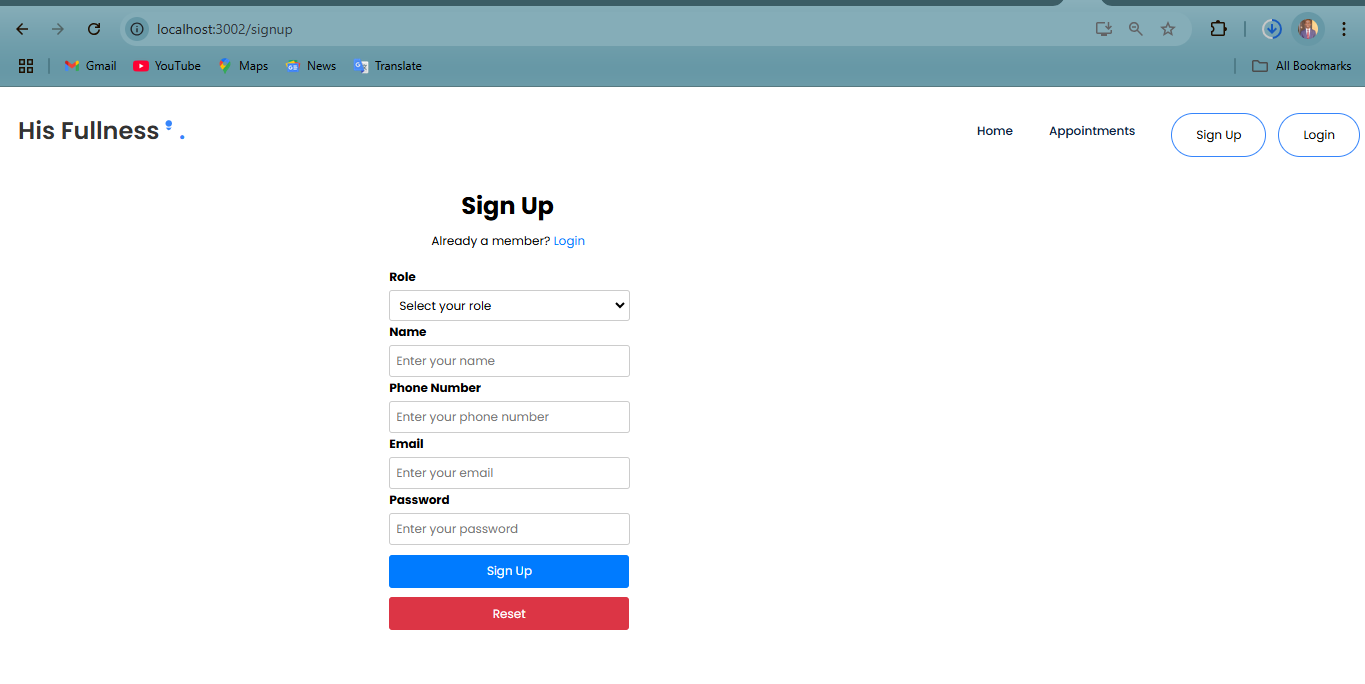 localhost:3002/signup
Gmail YouTube Maps News Translate All Bookmarks
His Fullness . Home Appointments Sign Up Login
Sign Up
Already a member? Login
Role
Select your role
Name
Enter your name
Phone Number
Enter your phone number
Email
Enter your email
Password
Enter your password
Sign Up
Reset